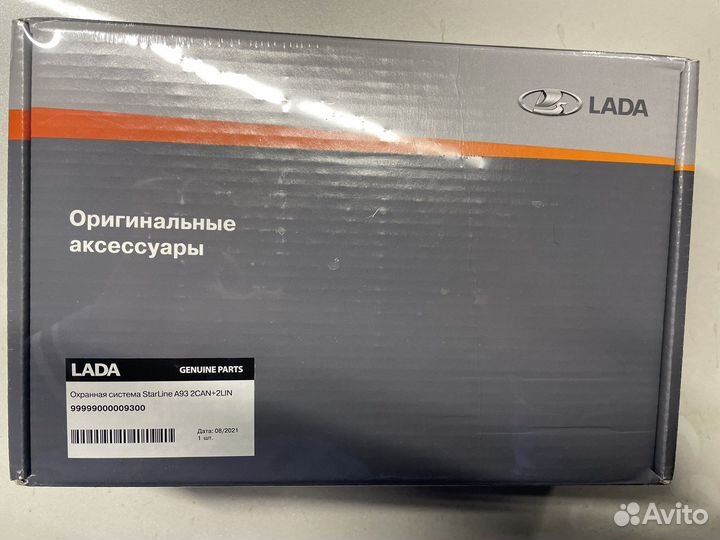 LADA
Оригинальные
аксессуары
LADA GENUINE PARTS
Охранная система StarLine A93 2CAN+2LIN
99999000009300
Дата: 08/2021
1 шт.
Avito